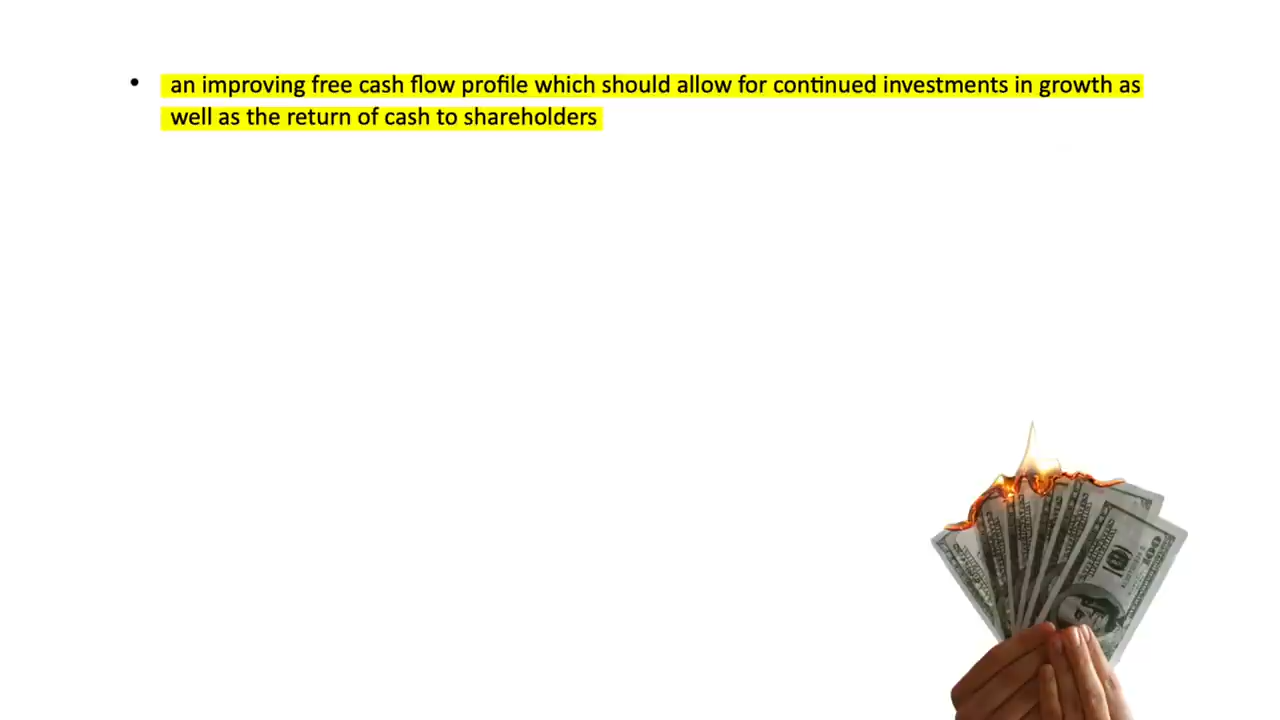 • an improving free cash flow profile which should allow for continued investments in growth as
well as the return of cash to shareholders
100